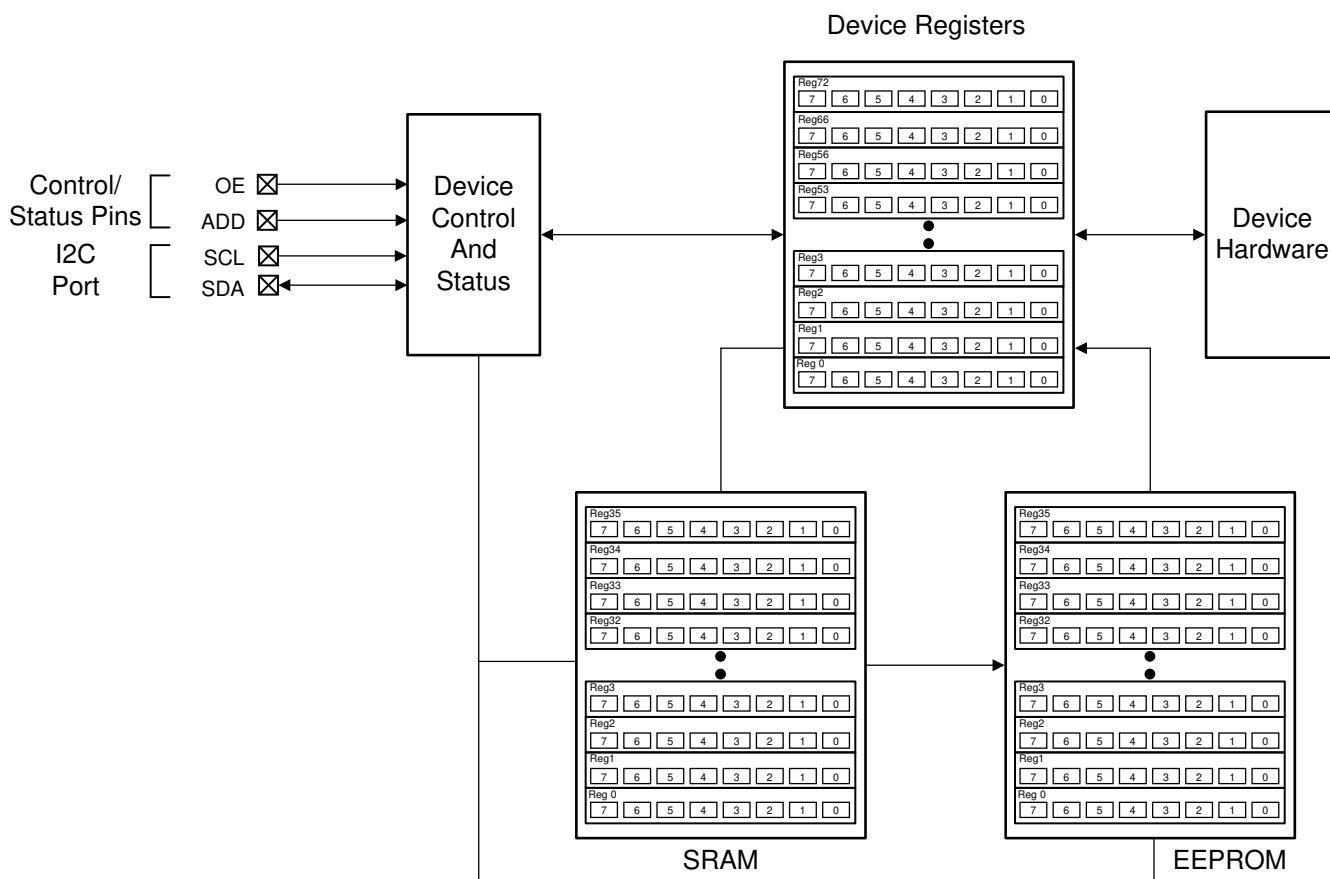 Device Registers
Reg72
7 6 5 4 3 2 1 0
Reg66
7 6 5 4 3 2 1 0
Reg56
7 6 5 4 3 2 1 0
Reg53
7 6 5 4 3 2 1 0
Reg3
7 6 5 4 3 2 1 0
Reg2
7 6 5 4 3 2 1 0
Reg1
7 6 5 4 3 2 1 0
Reg 0
7 6 5 4 3 2 1 0
Control/
Status Pins
OE
ADD
I2C
Port
SCL
SDA
Device
Control
And
Status
Device
Hardware
Reg35
7 6 5 4 3 2 1 0
Reg34
7 6 5 4 3 2 1 0
Reg33
7 6 5 4 3 2 1 0
Reg32
7 6 5 4 3 2 1 0
Reg3
7 6 5 4 3 2 1 0
Reg2
7 6 5 4 3 2 1 0
Reg1
7 6 5 4 3 2 1 0
Reg 0
7 6 5 4 3 2 1 0
SRAM
Reg35
7 6 5 4 3 2 1 0
Reg34
7 6 5 4 3 2 1 0
Reg33
7 6 5 4 3 2 1 0
Reg32
7 6 5 4 3 2 1 0
Reg3
7 6 5 4 3 2 1 0
Reg2
7 6 5 4 3 2 1 0
Reg1
7 6 5 4 3 2 1 0
Reg 0
7 6 5 4 3 2 1 0
EEPROM